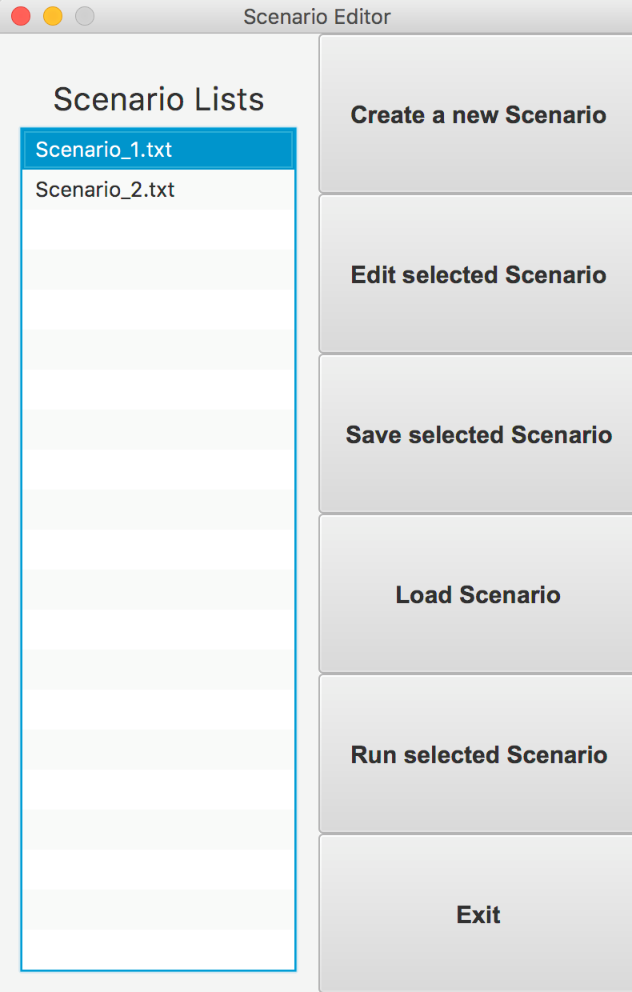 Scenario Editor
Scenario Lists
Scenario_1.txt
Scenario_2.txt
Create a new Scenario
Edit selected Scenario
Save selected Scenario
Load Scenario
Run selected Scenario
Exit